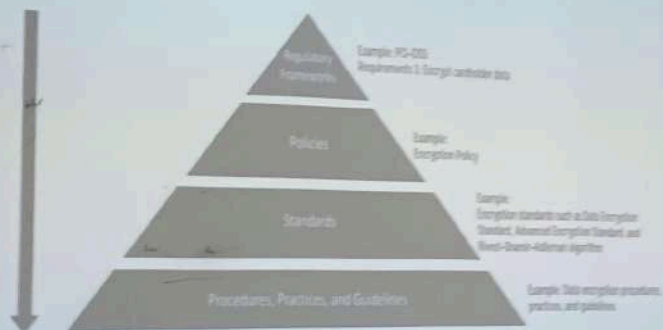 Regulatory
Frameworks
Example: PCI-DSS
Requirements 3: Encrypt cardholder data
Policies
Example:
Encryption Policy
Standards
Example:
Encryption standards such as Data Encryption
Standard, Advanced Encryption Standard, and
Rivest–Shamir–Adleman algorithm
Procedures, Practices, and Guidelines
Example: Data encryption procedures,
practices, and guidelines